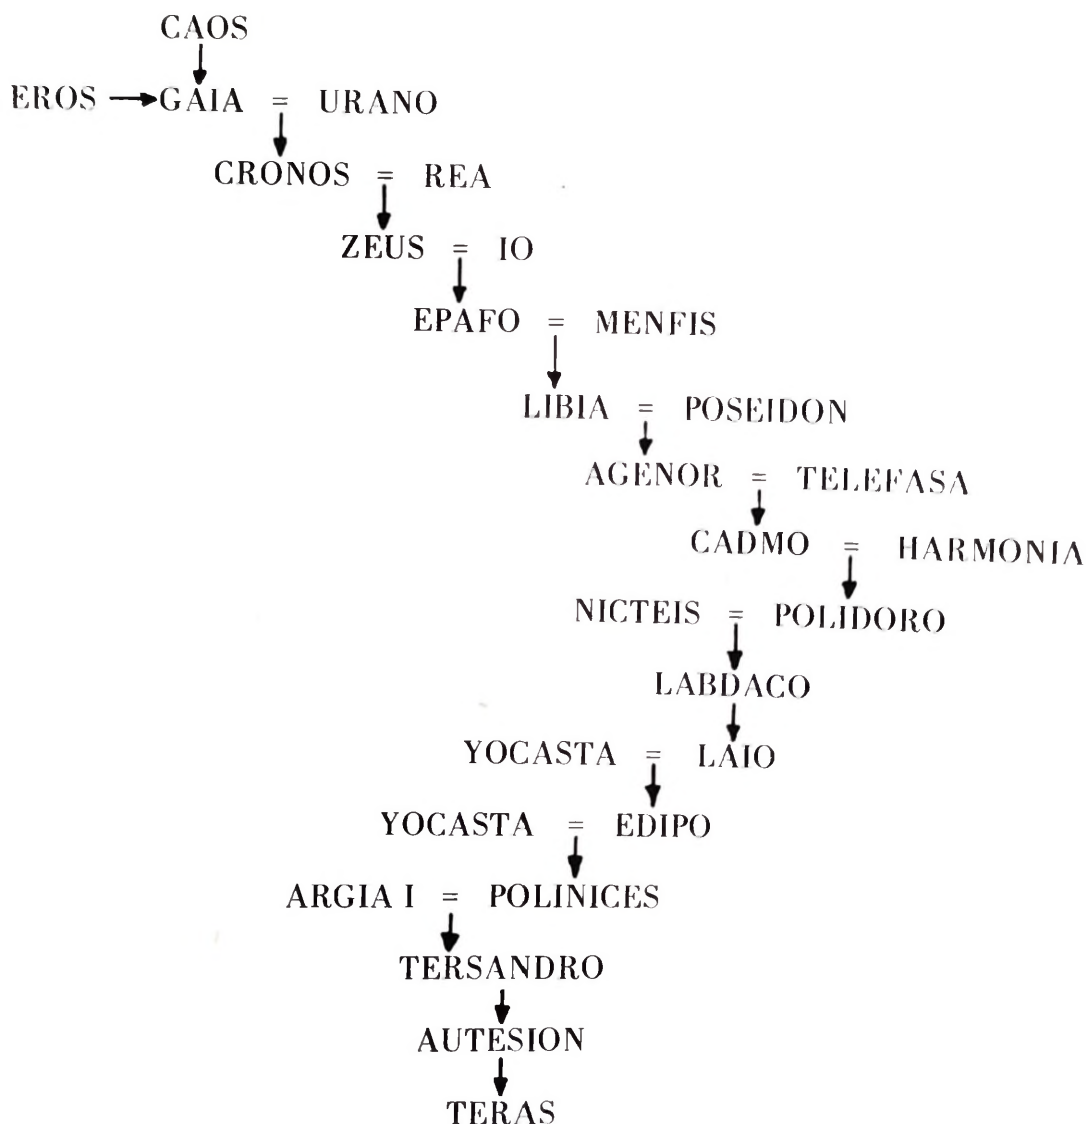 CAOS
EROS → GAIA = URANO
CRONOS = REA
ZEUS = IO
EPAFO = MENFIS
LIBIA = POSEIDON
AGENOR = TELEFASA
CADMO = HARMONIA
NICTEIS = POLIDORO
LABDACO
YOCASTA = LAIO
YOCASTA = EDIPO
ARGIA I = POLINICES
TERSANDRO
AUTESION
TERAS